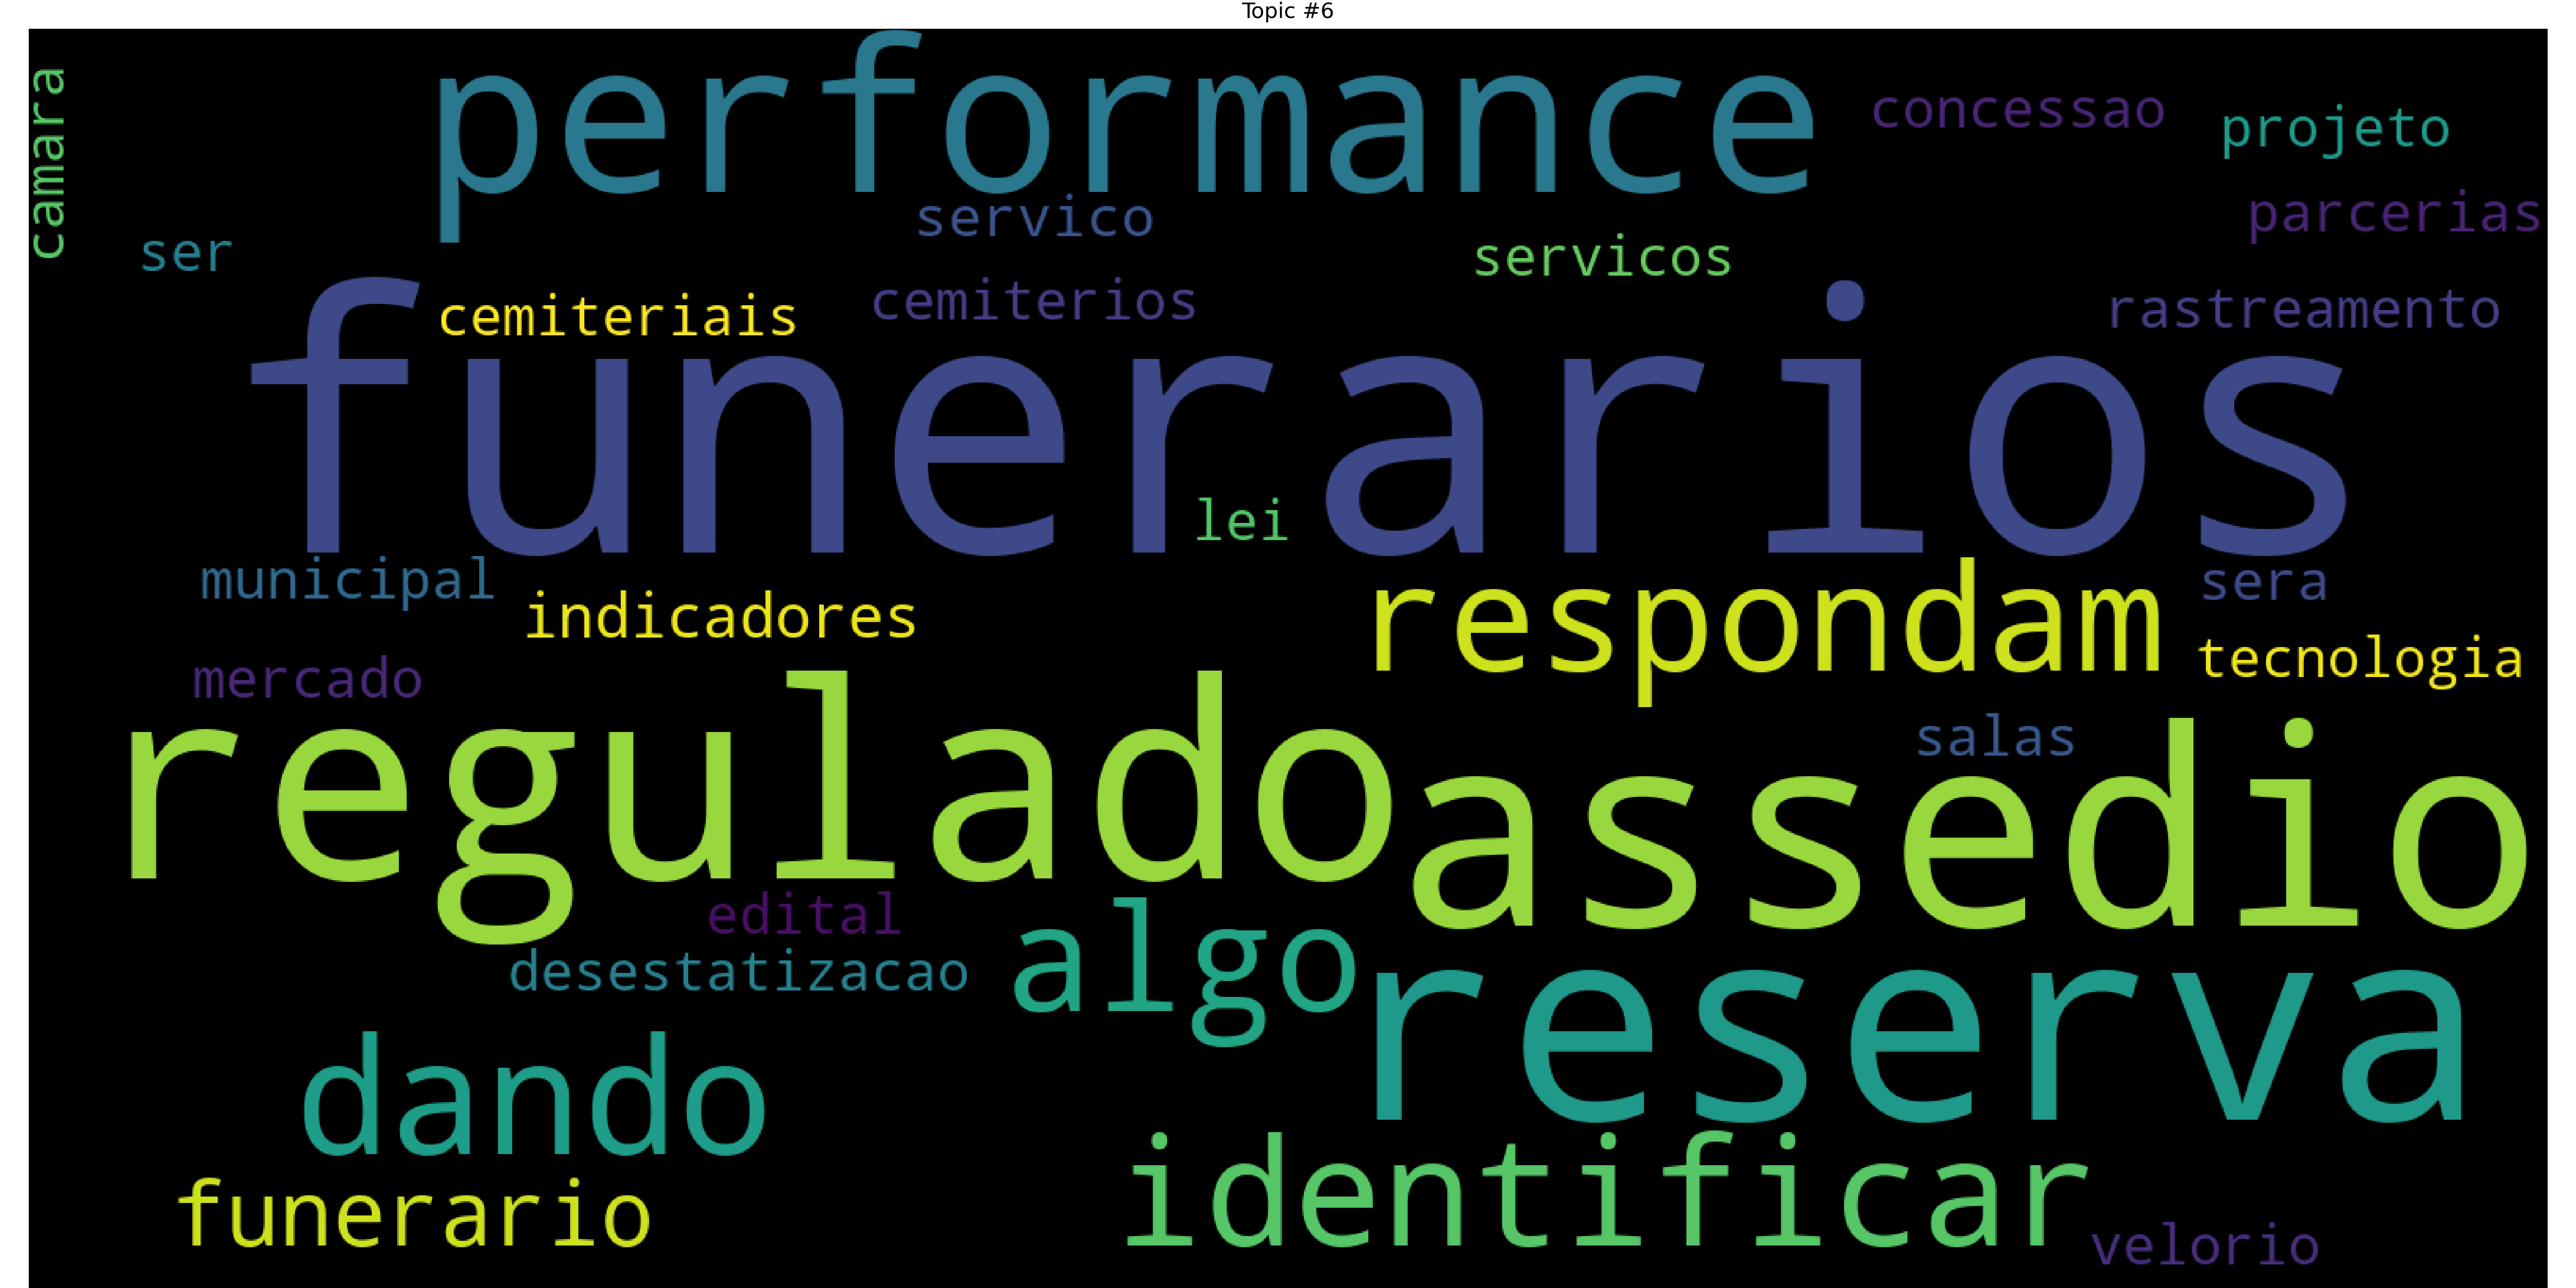 Topic #6
camara
performance
concessao
projeto
servico
parcerias
ser
servicos
cemiteriais
cemiterios
rastreamento
funerarios
lei
municipal
indicadores
respondam
sera
mercado
tecnologia
regulado
salas
assedio
edital
desestatizacao
algo
reserva
dando
identificar
funerario
velorio